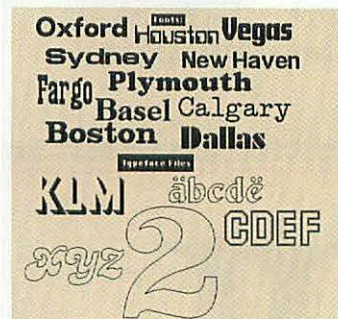 Fonts:
Oxford Houston Vegas
Sydney New Haven
Fargo Plymouth
Basel Calgary
Boston Dallas
Typeface Files
KLM äbcdë
CDEF
xyz 2